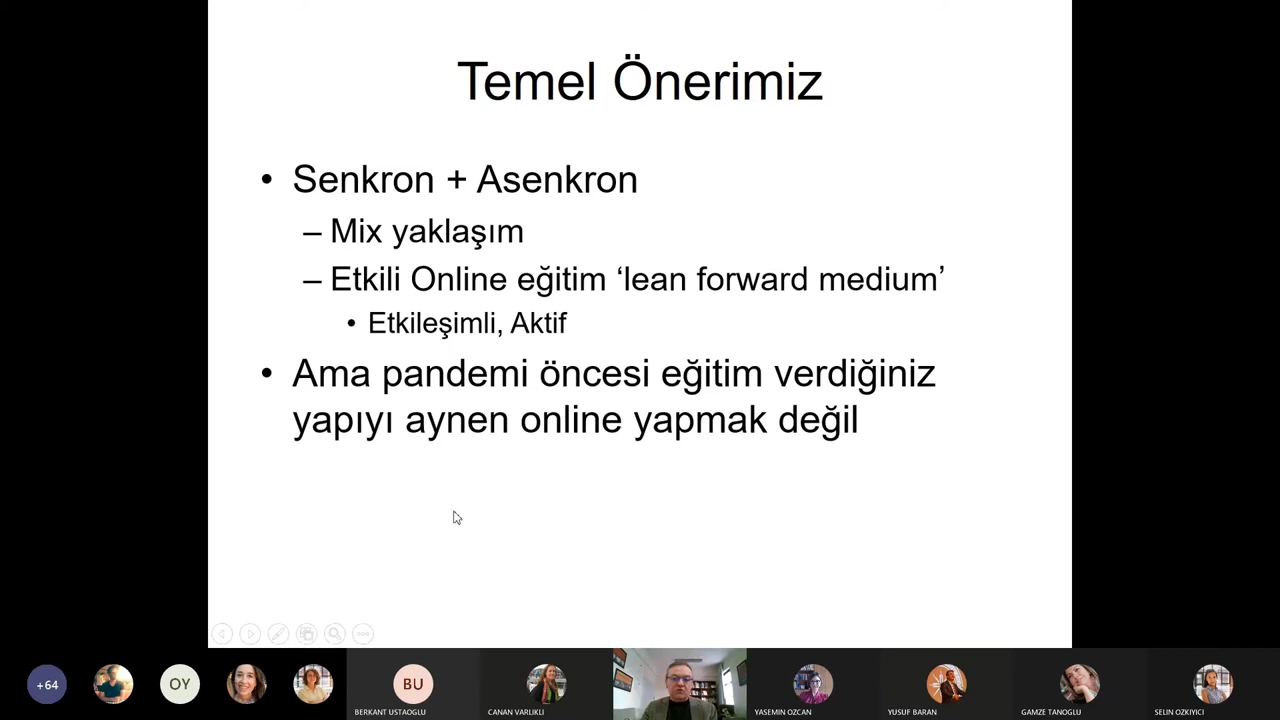 Temel Önerimiz
• Senkron + Asenkron
– Mix yaklaşım
– Etkili Online eğitim ‘lean forward medium’
• Etkileşimli, Aktif
• Ama pandemi öncesi eğitim verdiğiniz
yapıyı aynen online yapmak değil
+64
OY
BU
BERKANT USTAOGLU
CANAN VARLIKLI
YASEMIN OZCAN
YUSUF BARAN
GAMZE TANOGLU
SELIN OZKIYICI